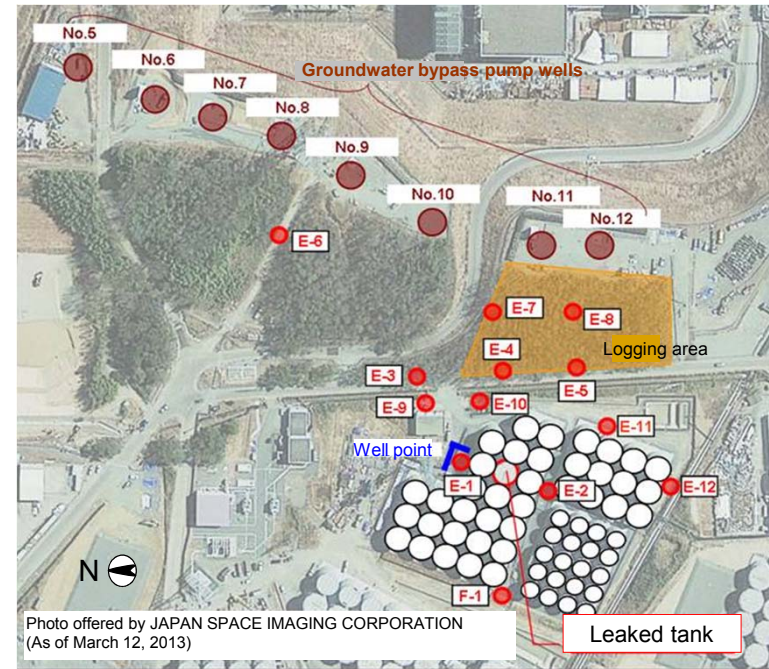 No.5
No.6
No.7
No.8
No.9
No.10
No.11
No.12
Groundwater bypass pump wells
E-6
E-7
E-8
E-4
Logging area
E-3
E-5
E-9
E-10
E-11
Well point
E-1
E-2
E-12
N
F-1
Photo offered by JAPAN SPACE IMAGING CORPORATION
(As of March 12, 2013)
Leaked tank